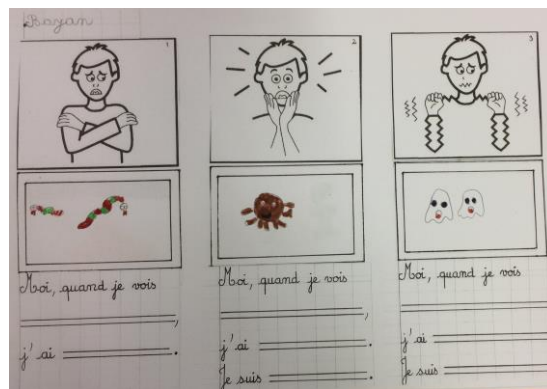 Rayan
1
2
3
Moi, quand je vois
,
j'ai .
Moi, quand je vois
,
j'ai .
Je suis
Moi, quand je vois
,
j'ai .
Je suis